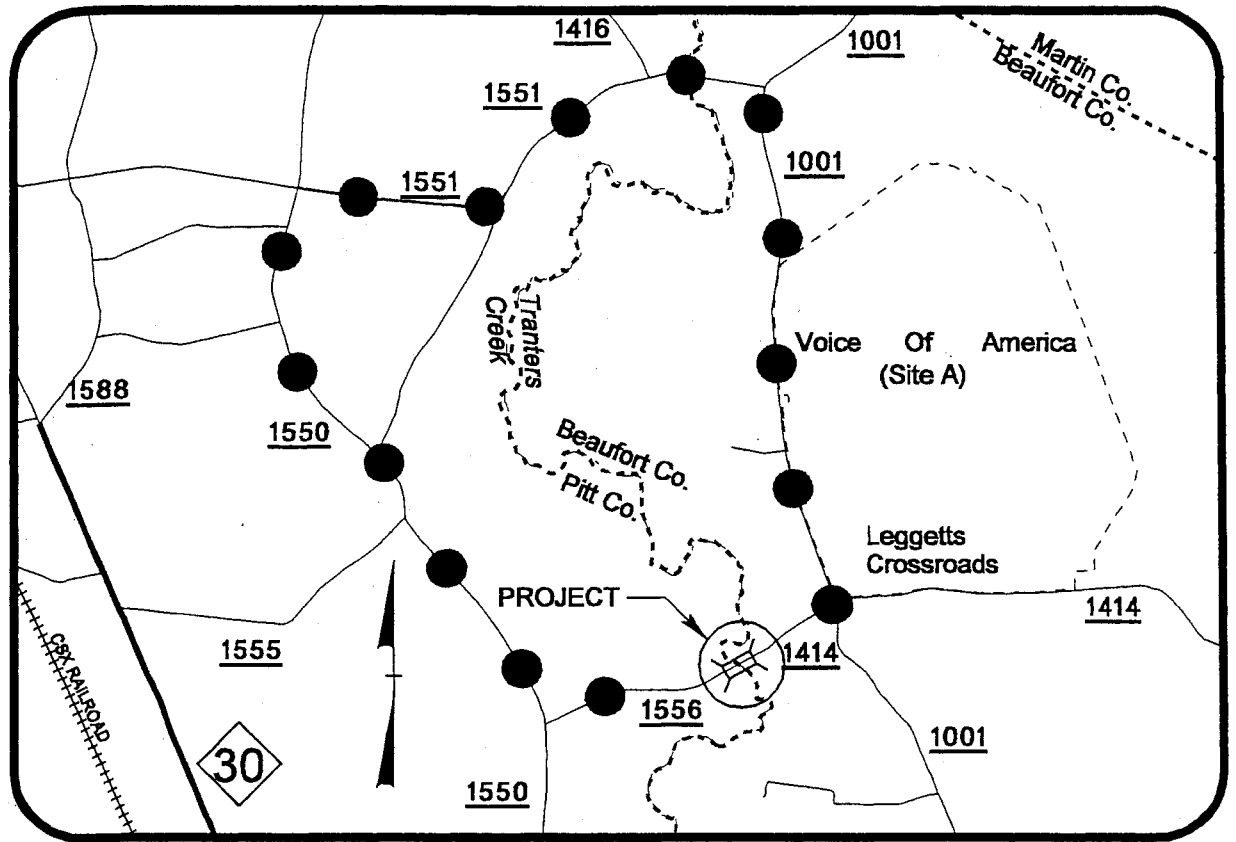 1416
1001
Martin Co.
Beaufort Co.
1551
1551
1001
Tranters
Creek
Voice Of America
(Site A)
1588
1550
Beaufort Co.
Pitt Co.
Leggetts
Crossroads
PROJECT
1414
1555
1414
CSX RAILROAD
1556
30
1001
1550